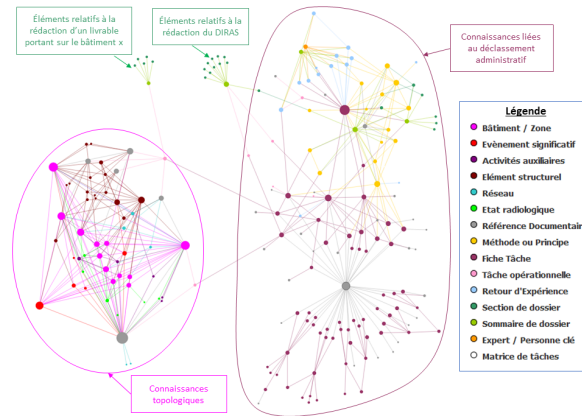 Éléments relatifs à la
rédaction d'un livrable
portant sur le bâtiment x
Éléments relatifs à la
rédaction du DIRAS
Connaissances liées
au déclassement
administratif
Légende
Bâtiment / Zone
Evènement significatif
Activités auxiliaires
Elément structurel
Réseau
Etat radiologique
Référence Documentair
Méthode ou Principe
Fiche Tâche
Tâche opérationnelle
Retour d'Expérience
Section de dossier
Sommaire de dossier
Expert / Personne clé
Matrice de tâches
Connaissances
topologiques